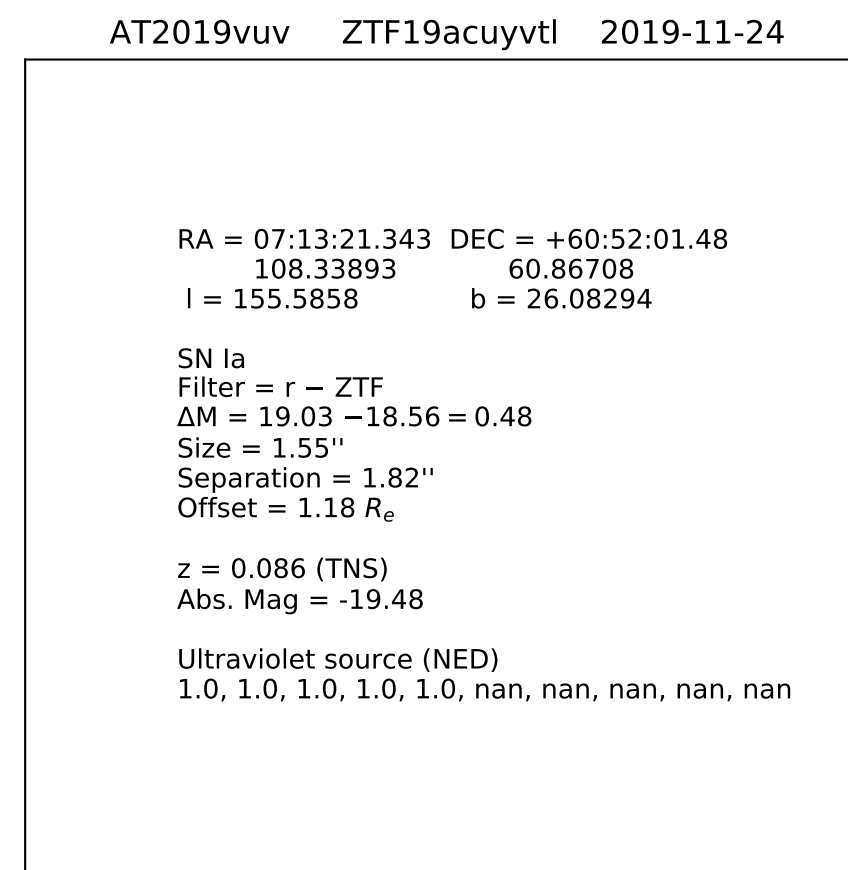 AT2019vuv ZTF19acuyvtl 2019-11-24
RA = 07:13:21.343 DEC = +60:52:01.48
108.33893 60.86708
l = 155.5858 b = 26.08294
SN Ia
Filter = r − ZTF
ΔM = 19.03 −18.56 = 0.48
Size = 1.55''
Separation = 1.82''
Offset = 1.18 Re
z = 0.086 (TNS)
Abs. Mag = -19.48
Ultraviolet source (NED)
1.0, 1.0, 1.0, 1.0, 1.0, nan, nan, nan, nan, nan